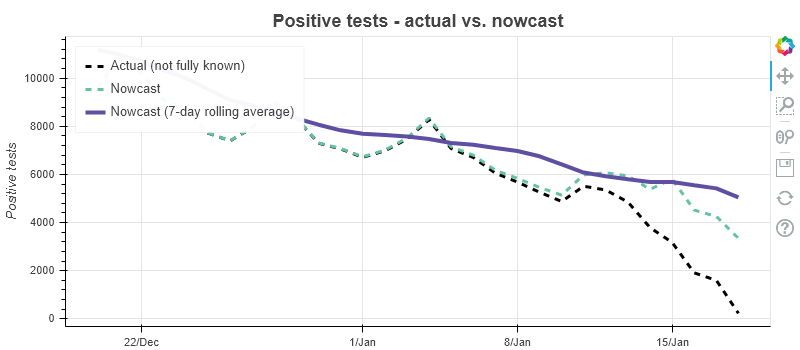 Positive tests - actual vs. nowcast
Actual (not fully known)
Nowcast
Nowcast (7-day rolling average)
10000
8000
6000
4000
2000
0
Positive tests
22/Dec
1/Jan
8/Jan
15/Jan